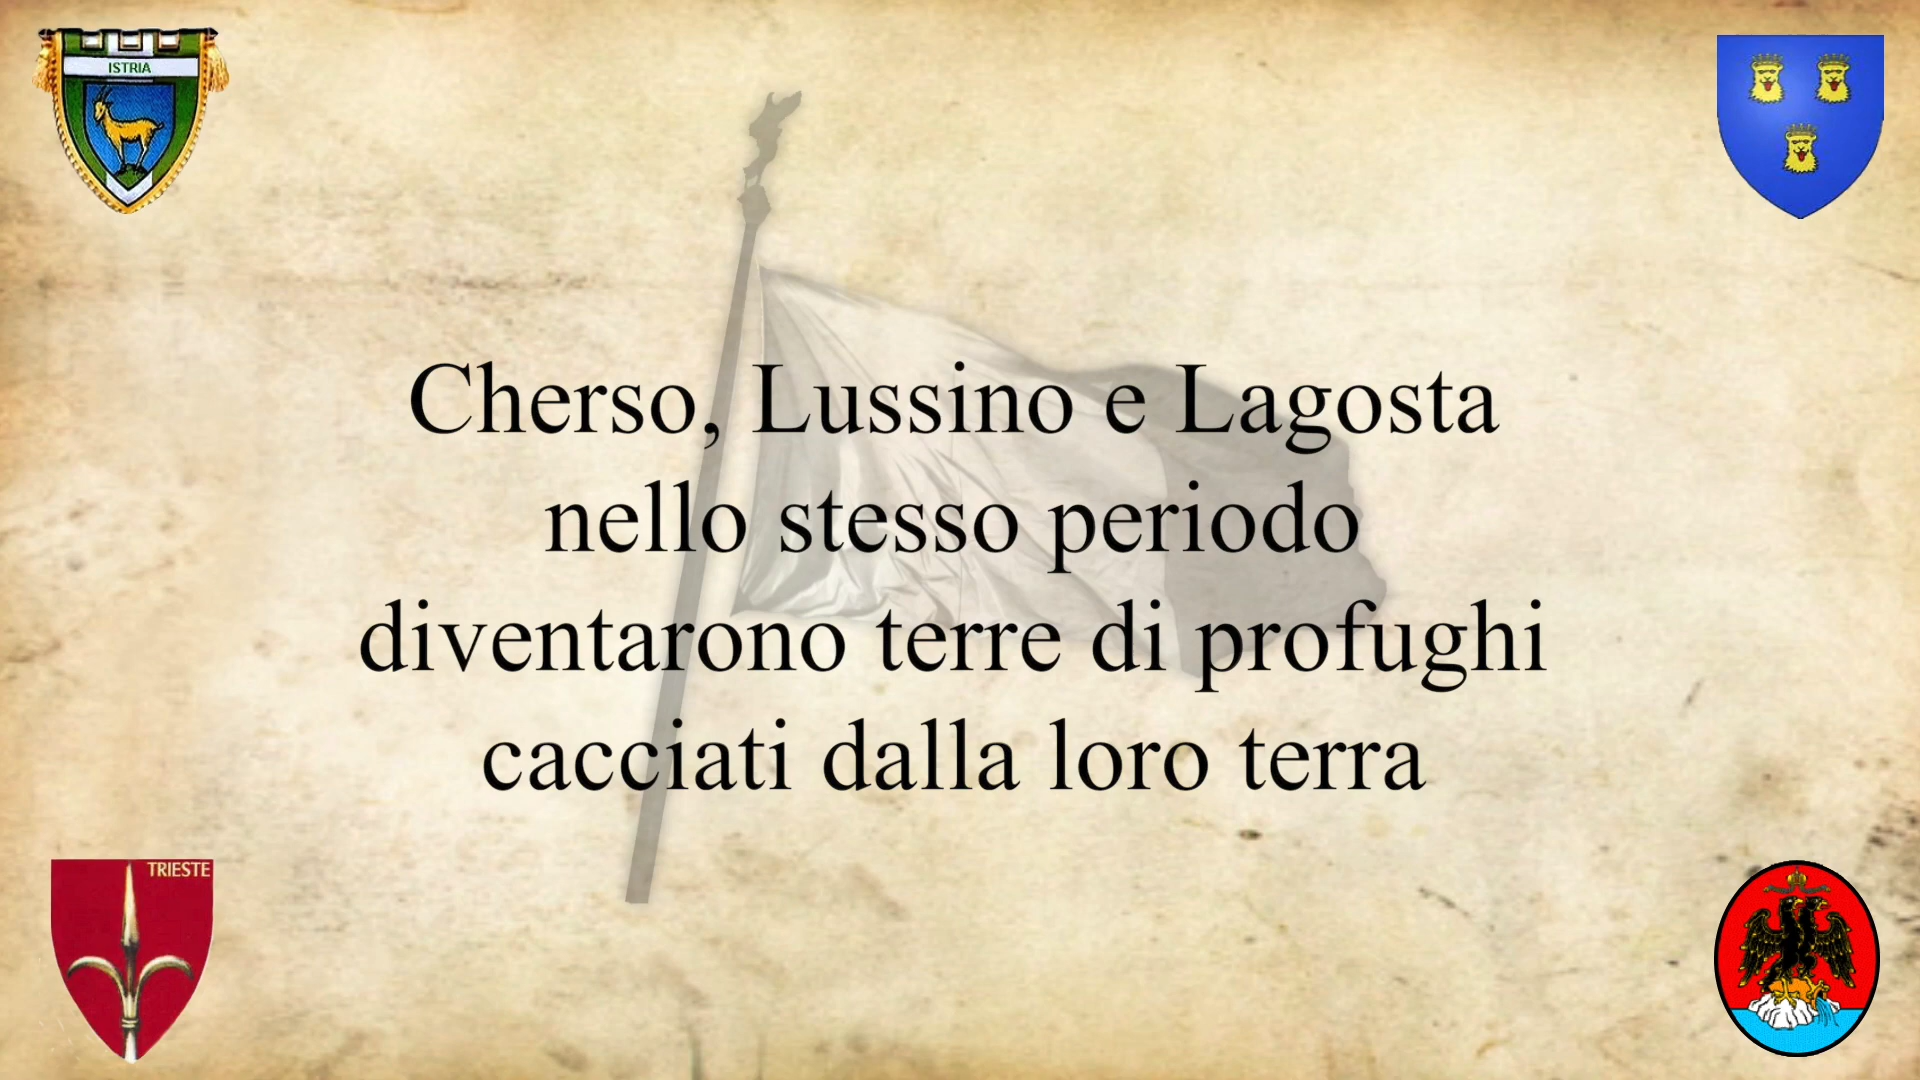 ISTRIA
Cherso, Lussino e Lagosta
nello stesso periodo
diventarono terre di profughi
cacciati dalla loro terra
TRIESTE